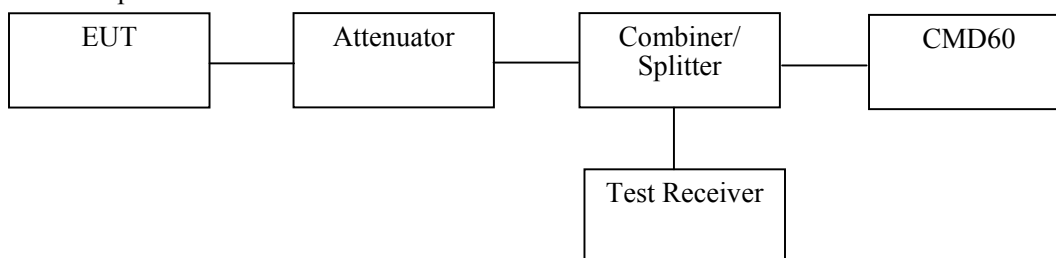 EUT
Attenuator
Combiner/
Splitter
CMD60
Test Receiver